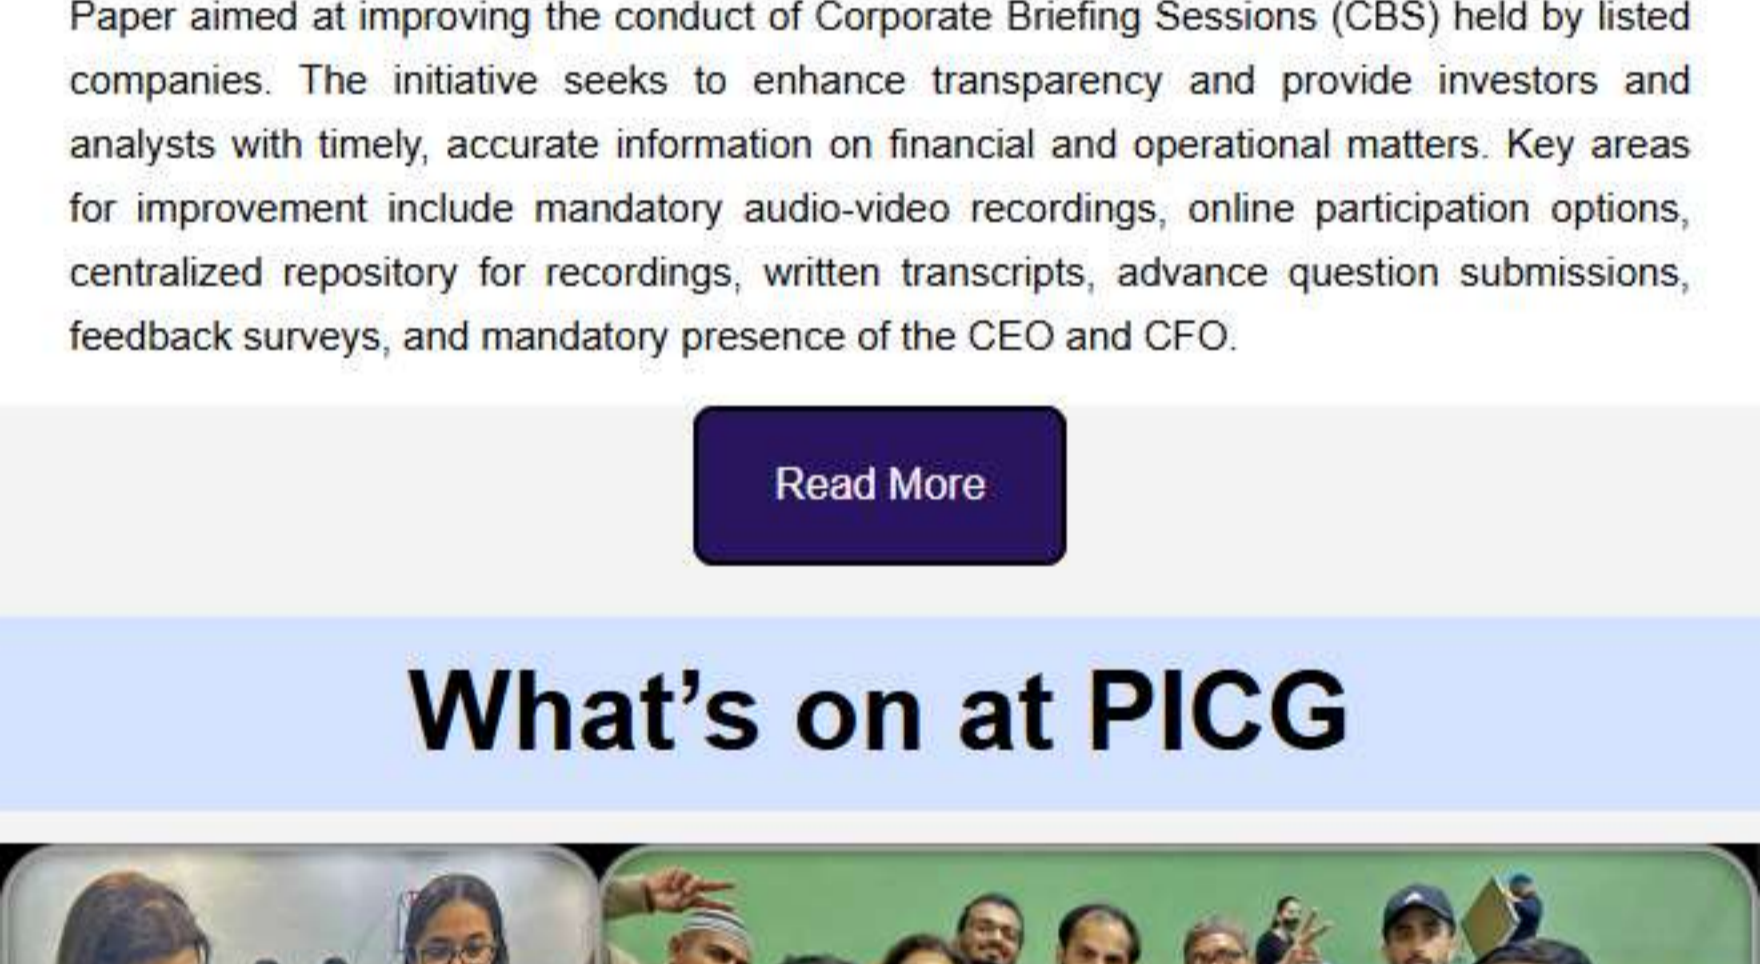 Paper aimed at improving the conduct of Corporate Briefing Sessions (CBS) held by listed
companies. The initiative seeks to enhance transparency and provide investors and
analysts with timely, accurate information on financial and operational matters. Key areas
for improvement include mandatory audio-video recordings, online participation options,
centralized repository for recordings, written transcripts, advance question submissions,
feedback surveys, and mandatory presence of the CEO and CFO.
Read More
What’s on at PICG